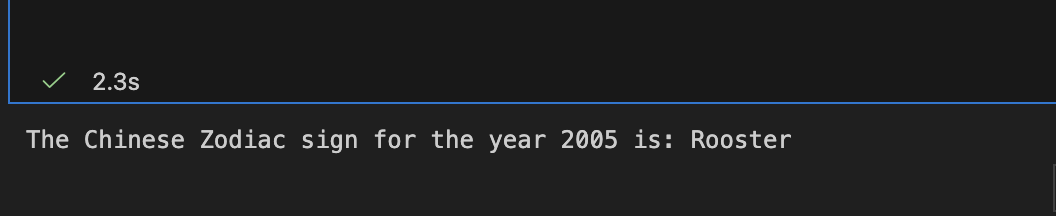 2.3s
The Chinese Zodiac sign for the year 2005 is: Rooster